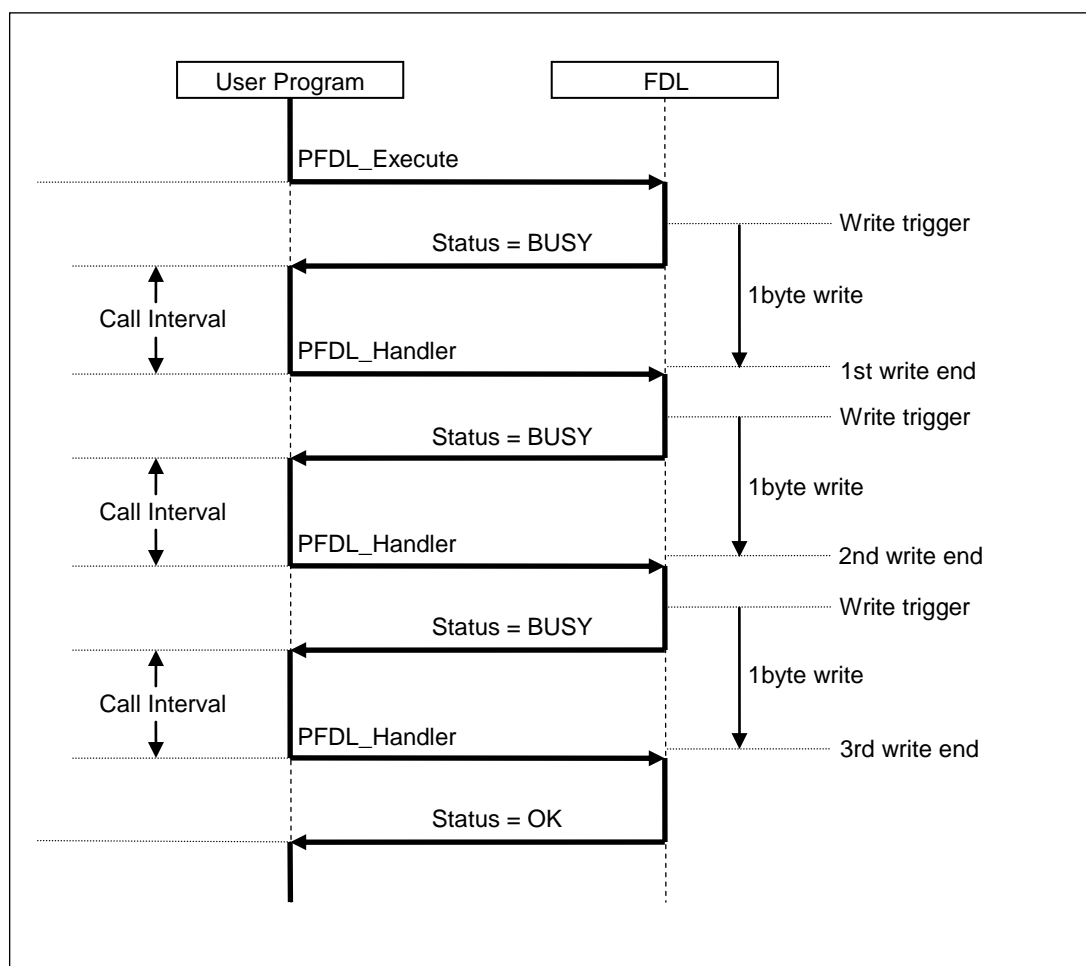 User Program
FDL
PFDL_Execute
Write trigger
Status = BUSY
1byte write
Call Interval
PFDL_Handler
1st write end
Write trigger
Status = BUSY
1byte write
Call Interval
PFDL_Handler
2nd write end
Write trigger
Status = BUSY
1byte write
Call Interval
PFDL_Handler
3rd write end
Status = OK